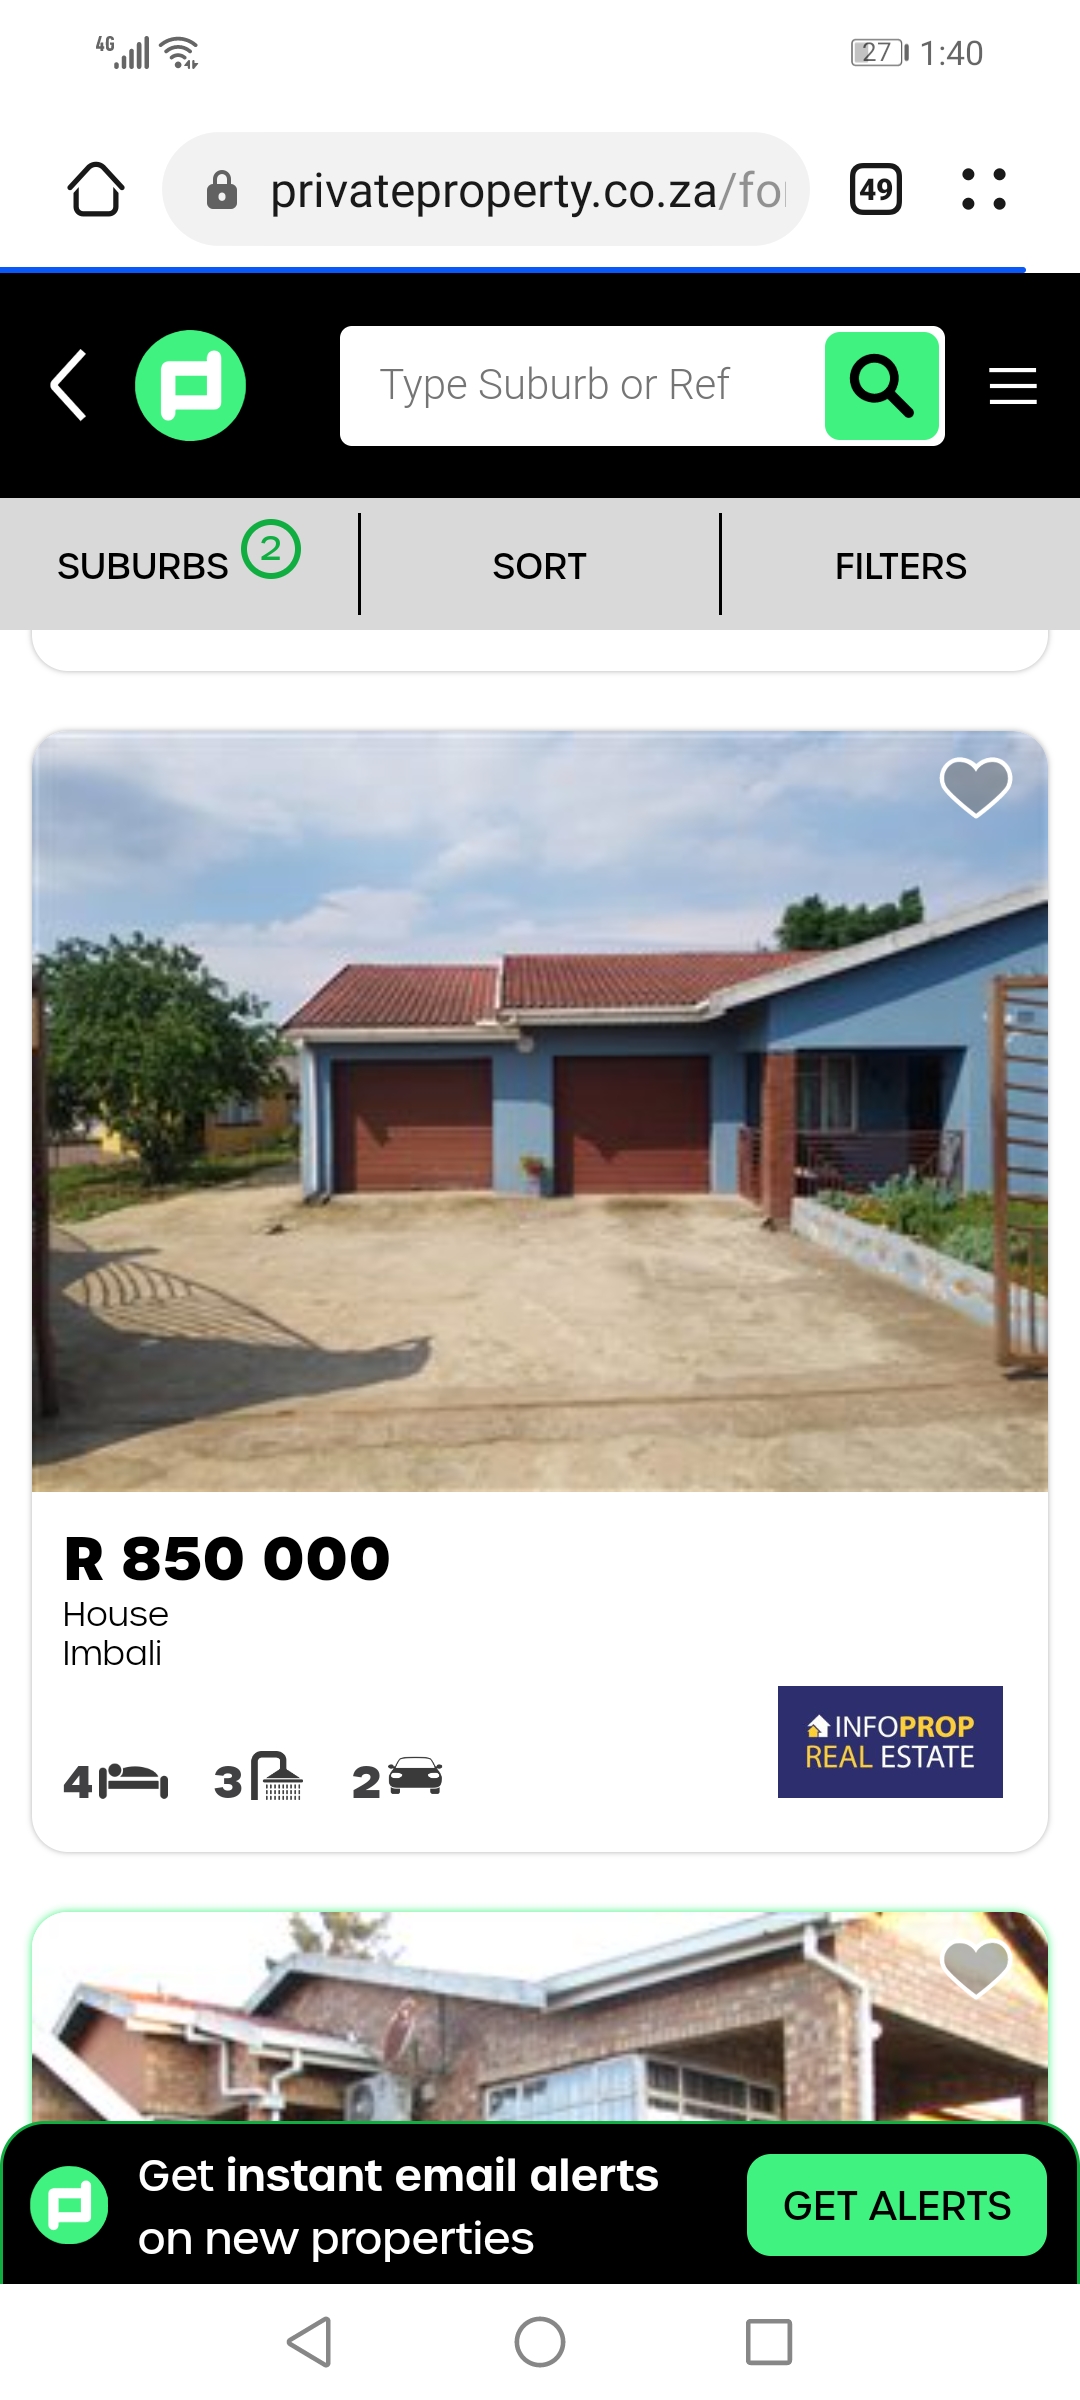 4G 27 1:40
privateproperty.co.za/fo
49
Type Suburb or Ref
SUBURBS 2 SORT FILTERS
R 850 000
House
Imbali
4 3 2
INFOPROP
REAL ESTATE
Get instant email alerts
on new properties
GET ALERTS